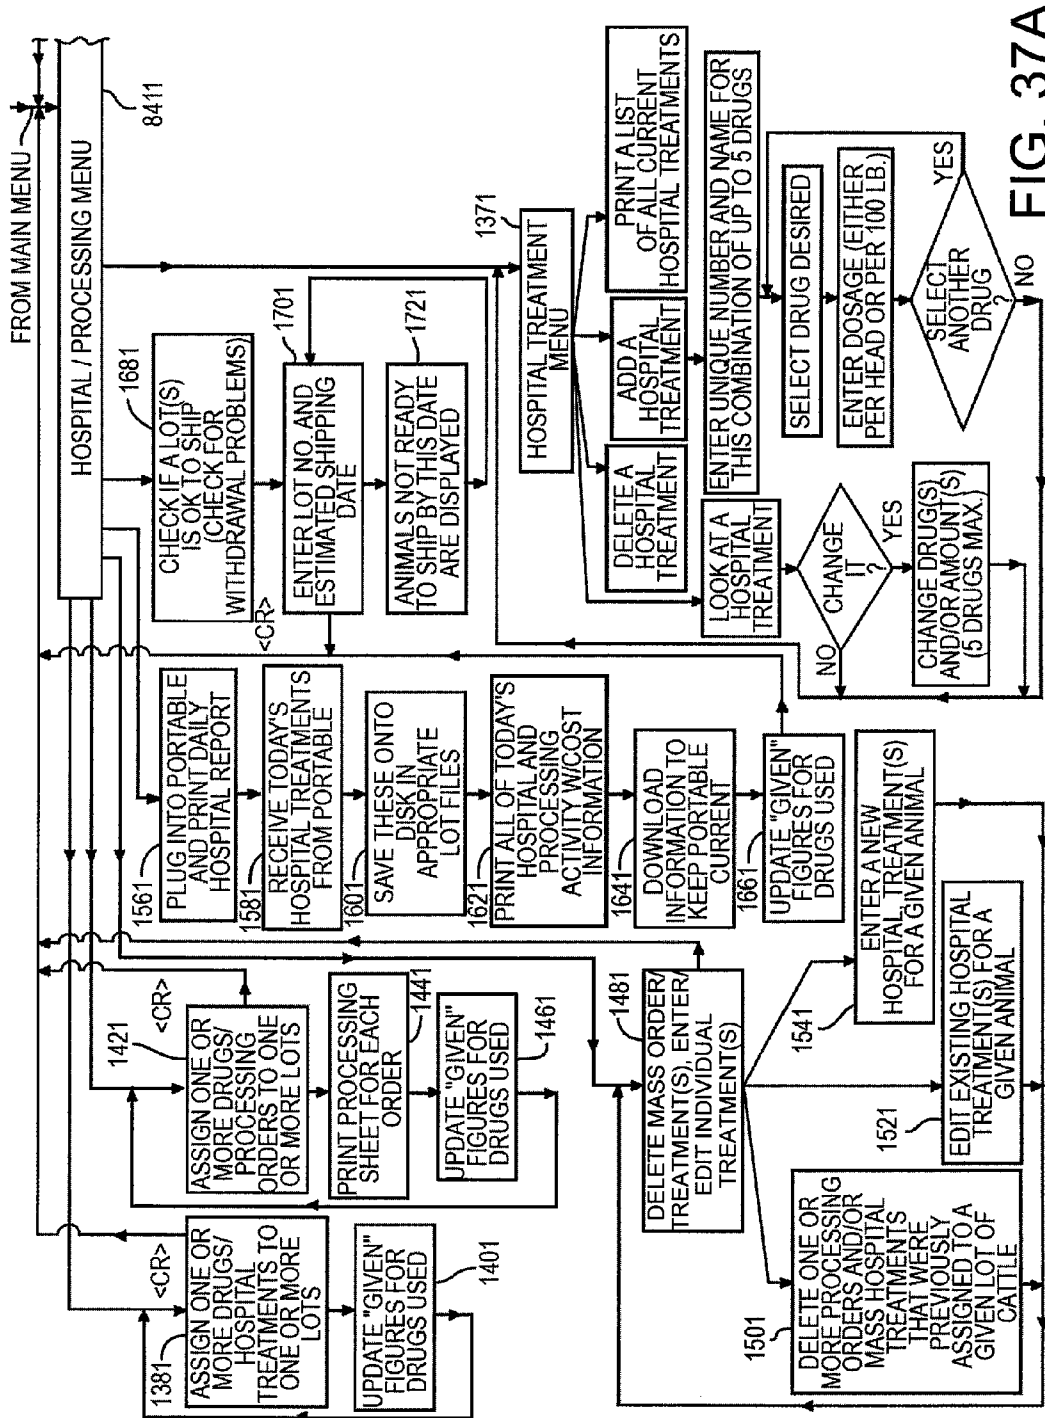 FROM MAIN MENU
HOSPITAL / PROCESSING MENU
8411
1381
ASSIGN ONE OR
MORE DRUGS/
HOSPITAL
TREATMENTS TO
ONE OR MORE
LOTS
<CR>
UPDATE "GIVEN"
FIGURES FOR
DRUGS USED
1401
1421
ASSIGN ONE OR
MORE DRUGS/
PROCESSING
ORDERS TO ONE
OR MORE LOTS
<CR>
PRINT PROCESSING
SHEET FOR EACH
ORDER
1441
UPDATE "GIVEN"
FIGURES FOR
DRUGS USED
1461
DELETE MASS ORDER/
TREATMENT(S), ENTER/
EDIT INDIVIDUAL
TREATMENT(S)
1481
1501
DELETE ONE OR
MORE PROCESSING
ORDERS AND/OR
MASS HOSPITAL
TREATMENTS
THAT WERE
PREVIOUSLY
ASSIGNED TO A
GIVEN LOT OF
CATTLE
1521
EDIT EXISTING HOSPITAL
TREATMENT(S) FOR A
GIVEN ANIMAL
1541
ENTER A NEW
HOSPITAL TREATMENT(S)
FOR A GIVEN ANIMAL
1561
PLUG INTO PORTABLE
AND PRINT DAILY
HOSPITAL REPORT
1581
RECEIVE TODAY'S
HOSPITAL TREATMENTS
FROM PORTABLE
1601
SAVE THESE ONTO
DISK IN
APPROPRIATE
LOT FILES
1621
PRINT ALL OF TODAY'S
HOSPITAL AND
PROCESSING
ACTIVITY W/COST
INFORMATION
1641
DOWNLOAD
INFORMATION TO
KEEP PORTABLE
CURRENT
1661
UPDATE "GIVEN"
FIGURES FOR
DRUGS USED
1681
CHECK IF A LOT(S)
IS OK TO SHIP
(CHECK FOR
WITHDRAWAL PROBLEMS)
<CR>
1701
ENTER LOT NO. AND
ESTIMATED SHIPPING
DATE
1721
ANIMALS NOT READY
TO SHIP BY THIS DATE
ARE DISPLAYED
1371
HOSPITAL TREATMENT
MENU
LOOK AT A
HOSPITAL
TREATMENT
DELETE A
HOSPITAL
TREATMENT
ADD A
HOSPITAL
TREATMENT
PRINT A LIST
OF ALL CURRENT
HOSPITAL TREATMENTS
CHANGE
IT
?
NO
YES
CHANGE DRUG(S)
AND/OR AMOUNT(S)
(5 DRUGS MAX.)
ENTER UNIQUE NUMBER AND NAME FOR
THIS COMBINATION OF UP TO 5 DRUGS
SELECT DRUG DESIRED
ENTER DOSAGE (EITHER
PER HEAD OR PER 100 LB.)
SELECT
ANOTHER
DRUG
?
YES
NO
FIG. 37A